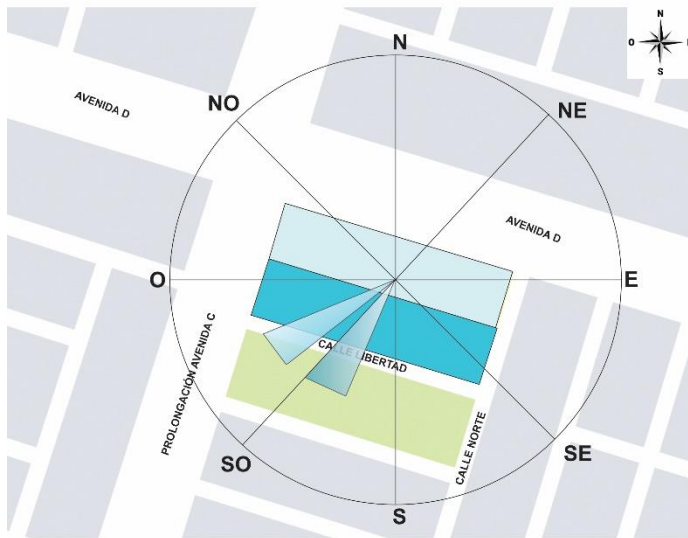 N
O
S
N
NO
NE
AVENIDA D
AVENIDA D
O
E
CALLE LIBERTAD
PROLONGACIÓN AVENIDA C
CALLE NORTE
SO
SE
S